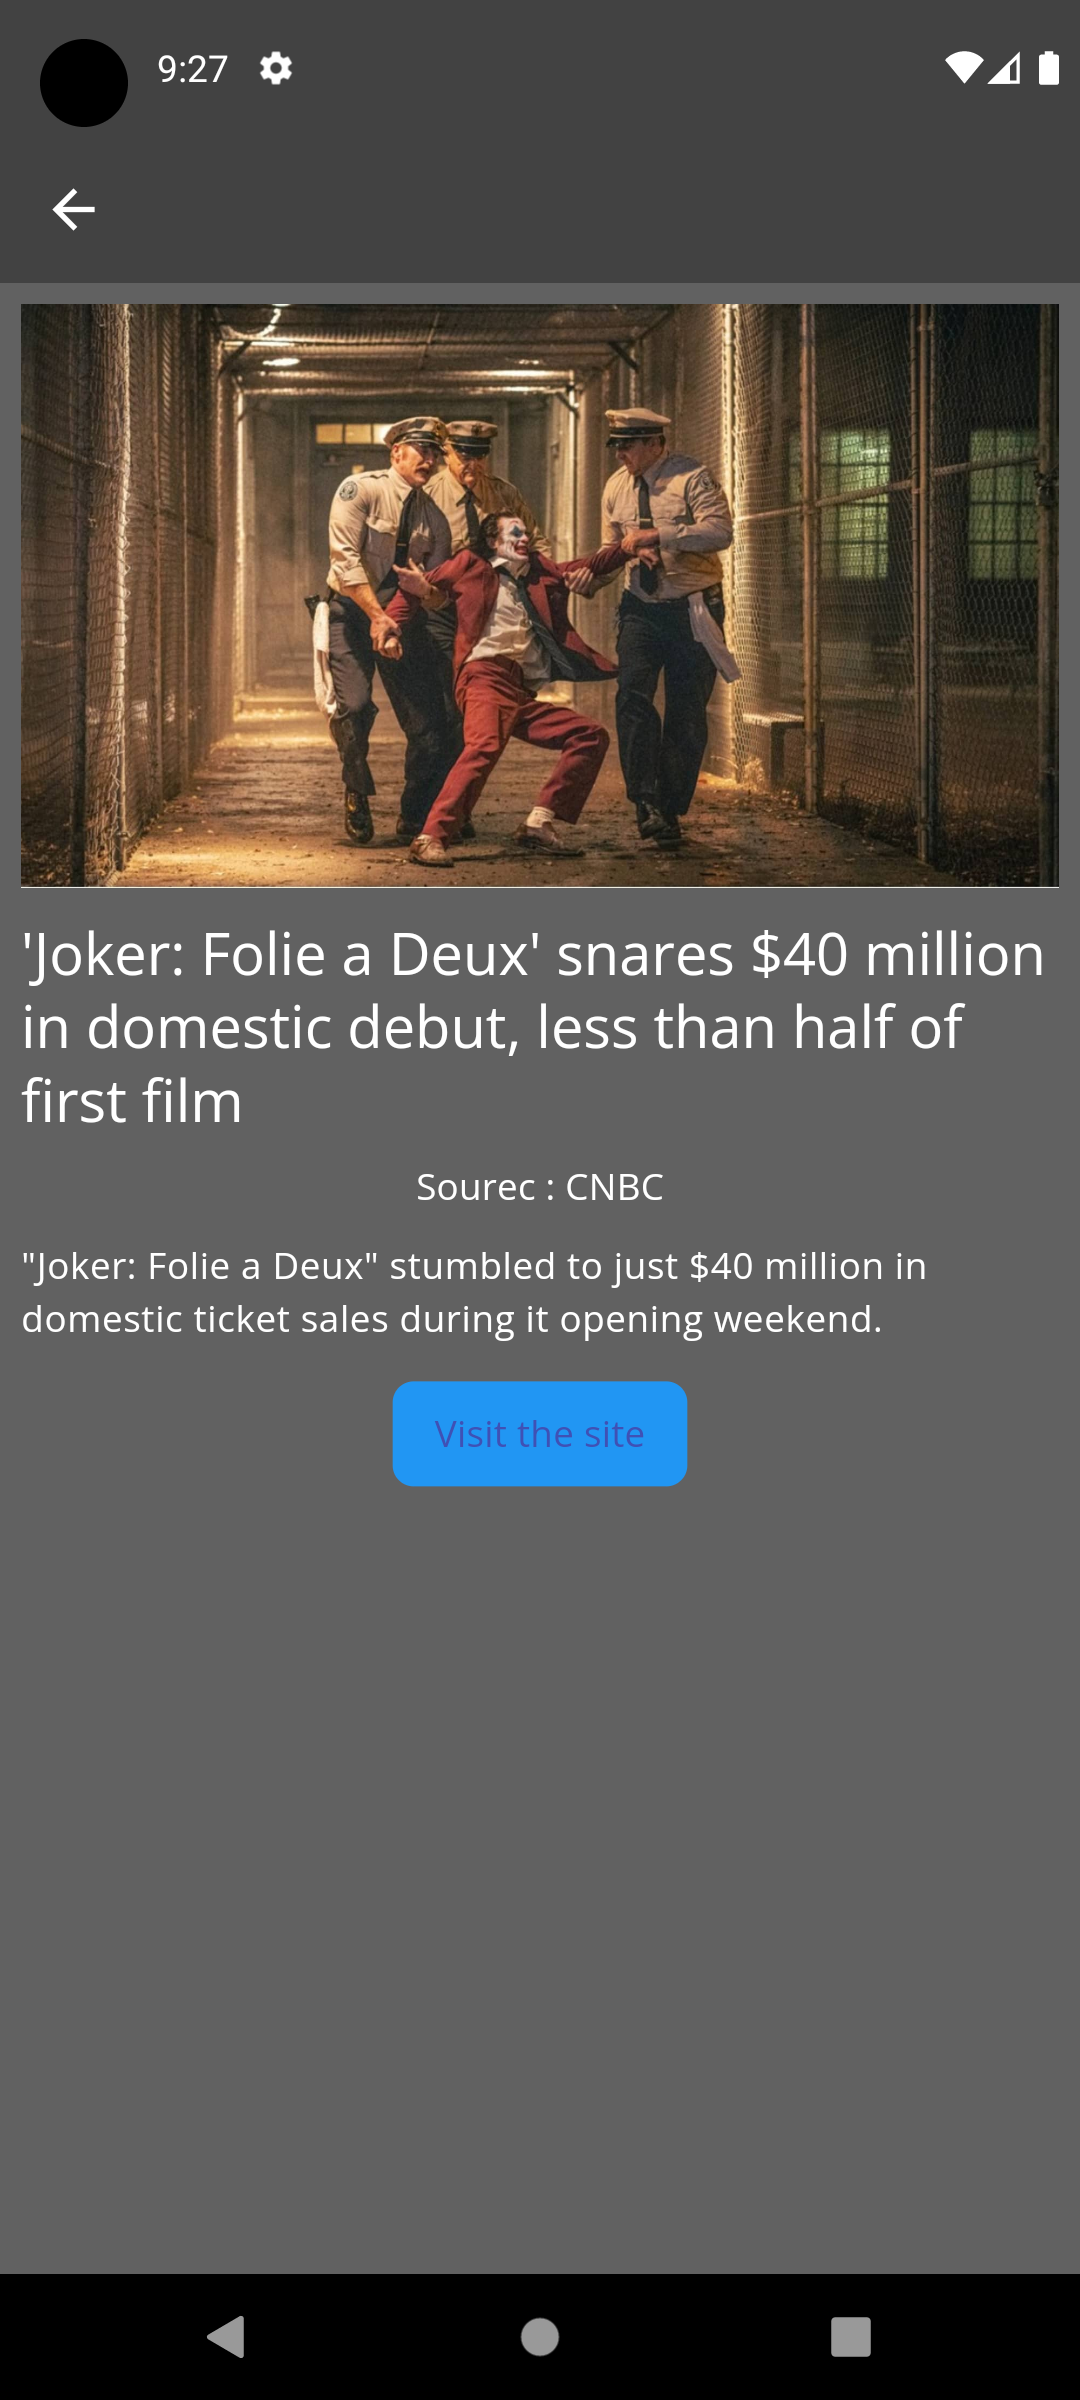 9:27
'Joker: Folie a Deux' snares $40 million
in domestic debut, less than half of
first film
Sourec : CNBC
"Joker: Folie a Deux" stumbled to just $40 million in
domestic ticket sales during it opening weekend.
Visit the site